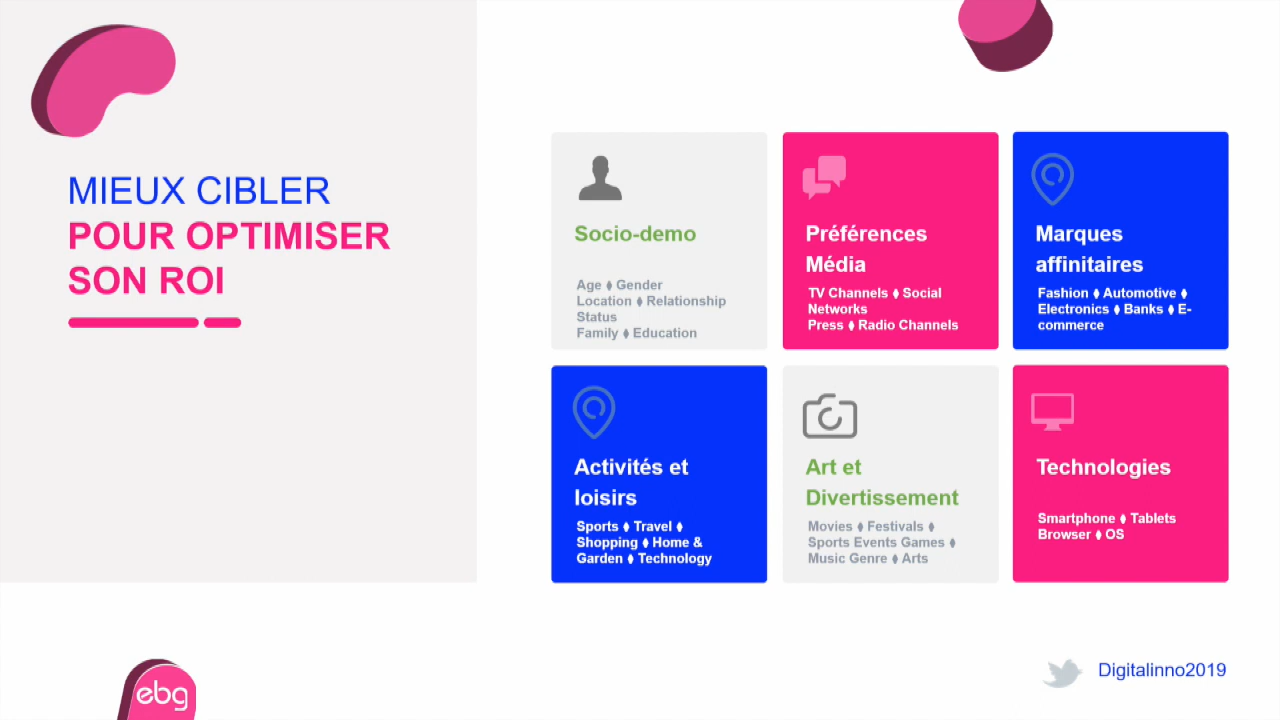 MIEUX CIBLER
POUR OPTIMISER
SON ROI
Socio-demo
Age ♦ Gender
Location ♦ Relationship
Status
Family ♦ Education
Préférences
Média
TV Channels ♦ Social
Networks
Press ♦ Radio Channels
Marques
affinitaires
Fashion ♦ Automotive ♦
Electronics ♦ Banks ♦ E-
commerce
Activités et
loisirs
Sports ♦ Travel ♦
Shopping ♦ Home &
Garden ♦ Technology
Art et
Divertissement
Movies ♦ Festivals ♦
Sports Events Games ♦
Music Genre ♦ Arts
Technologies
Smartphone ♦ Tablets
Browser ♦ OS
ebg
Digitalinno2019